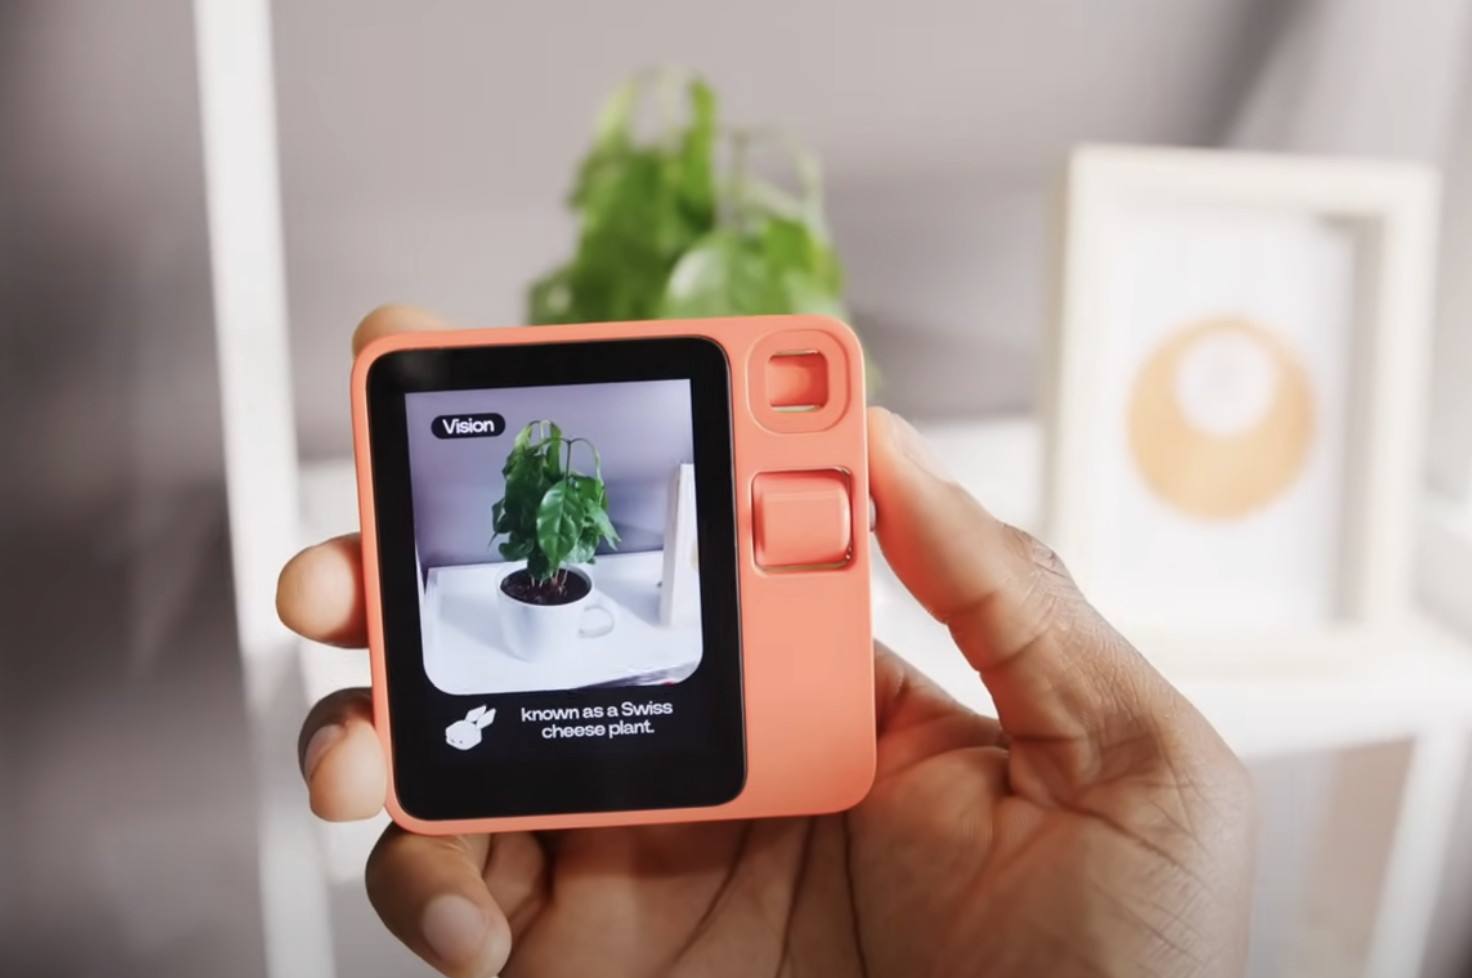 Vision
known as a Swiss
cheese plant.